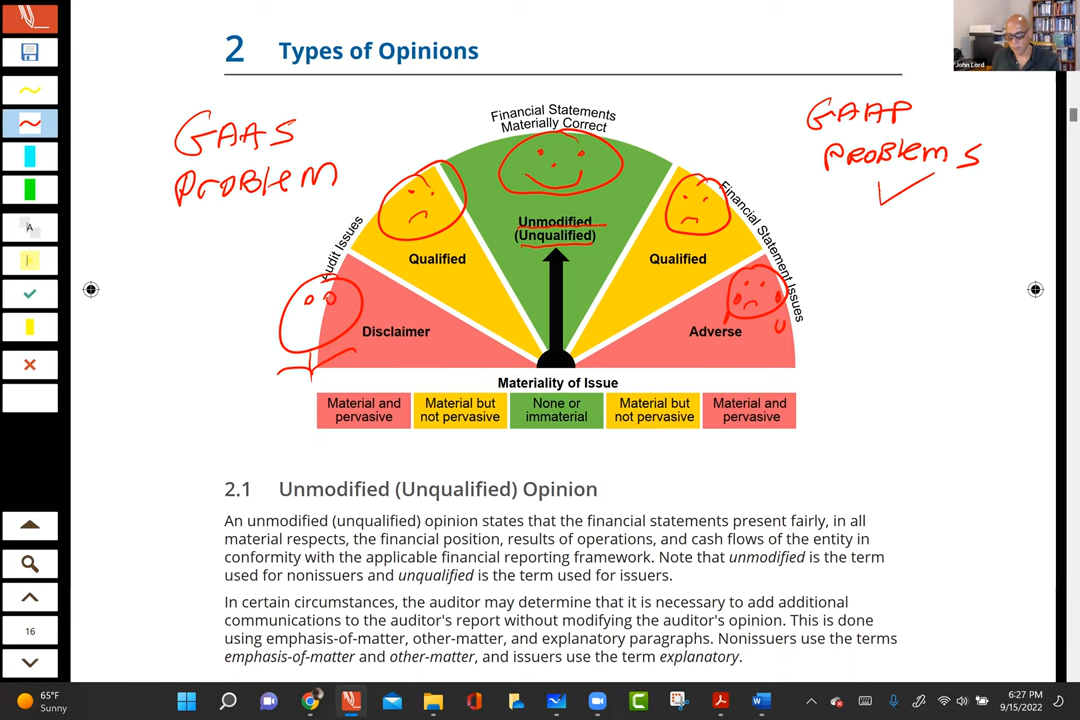 John Lord
2 Types of Opinions
GAAS
Problem
GAAP
Problems
Financial Statements
Materially Correct
Audit Issues
Financial Statement Issues
Unmodified
(Unqualified)
Qualified
Qualified
Disclaimer
Adverse
Materiality of Issue
Material and
pervasive
Material but
not pervasive
None or
immaterial
Material but
not pervasive
Material and
pervasive
2.1 Unmodified (Unqualified) Opinion
An unmodified (unqualified) opinion states that the financial statements present fairly, in all
material respects, the financial position, results of operations, and cash flows of the entity in
conformity with the applicable financial reporting framework. Note that unmodified is the term
used for nonissuers and unqualified is the term used for issuers.
In certain circumstances, the auditor may determine that it is necessary to add additional
communications to the auditor's report without modifying the auditor's opinion. This is done
using emphasis-of-matter, other-matter, and explanatory paragraphs. Nonissuers use the terms
emphasis-of-matter and other-matter, and issuers use the term explanatory.
A
16
65°F
Sunny
6:27 PM
9/15/2022